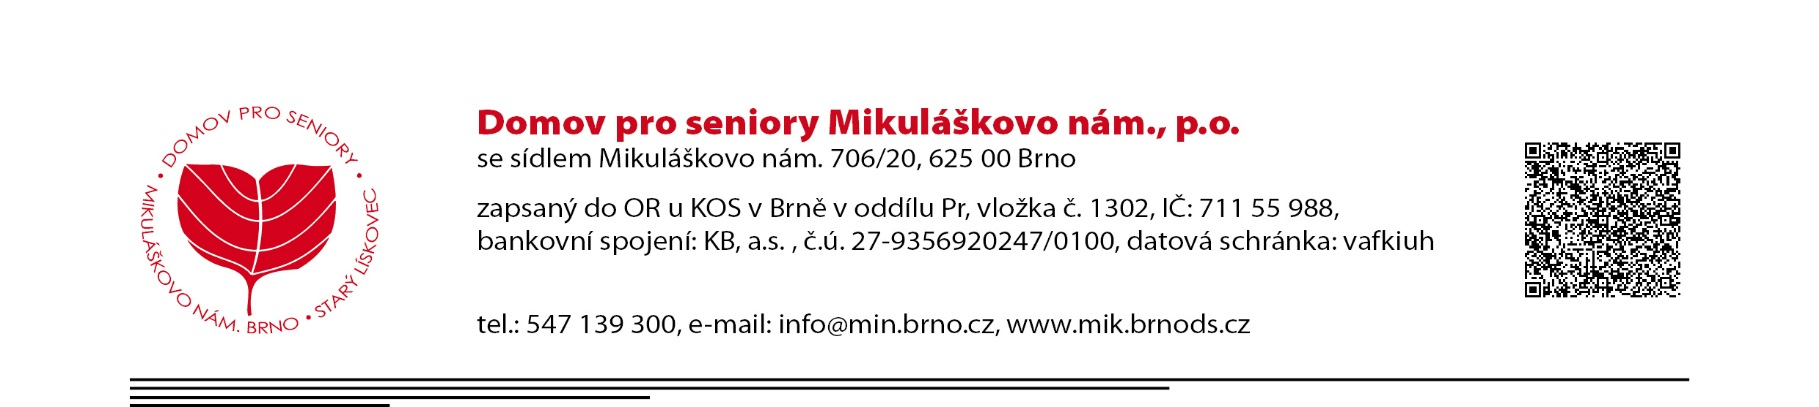 DOMOV PRO SENIORY • STARÝ LÍSKOVEC • MIKULÁŠKOVO NÁM. BRNO •
Domov pro seniory Mikuláškovo nám., p.o.
se sídlem Mikuláškovo nám. 706/20, 625 00 Brno
zapsaný do OR u KOS v Brně v oddílu Pr, vložka č. 1302, IČ: 711 55 988,
bankovní spojení: KB, a.s. , č.ú. 27-9356920247/0100, datová schránka: vafkiuh
tel.: 547 139 300, e-mail: info@min.brno.cz, www.mik.brnods.cz